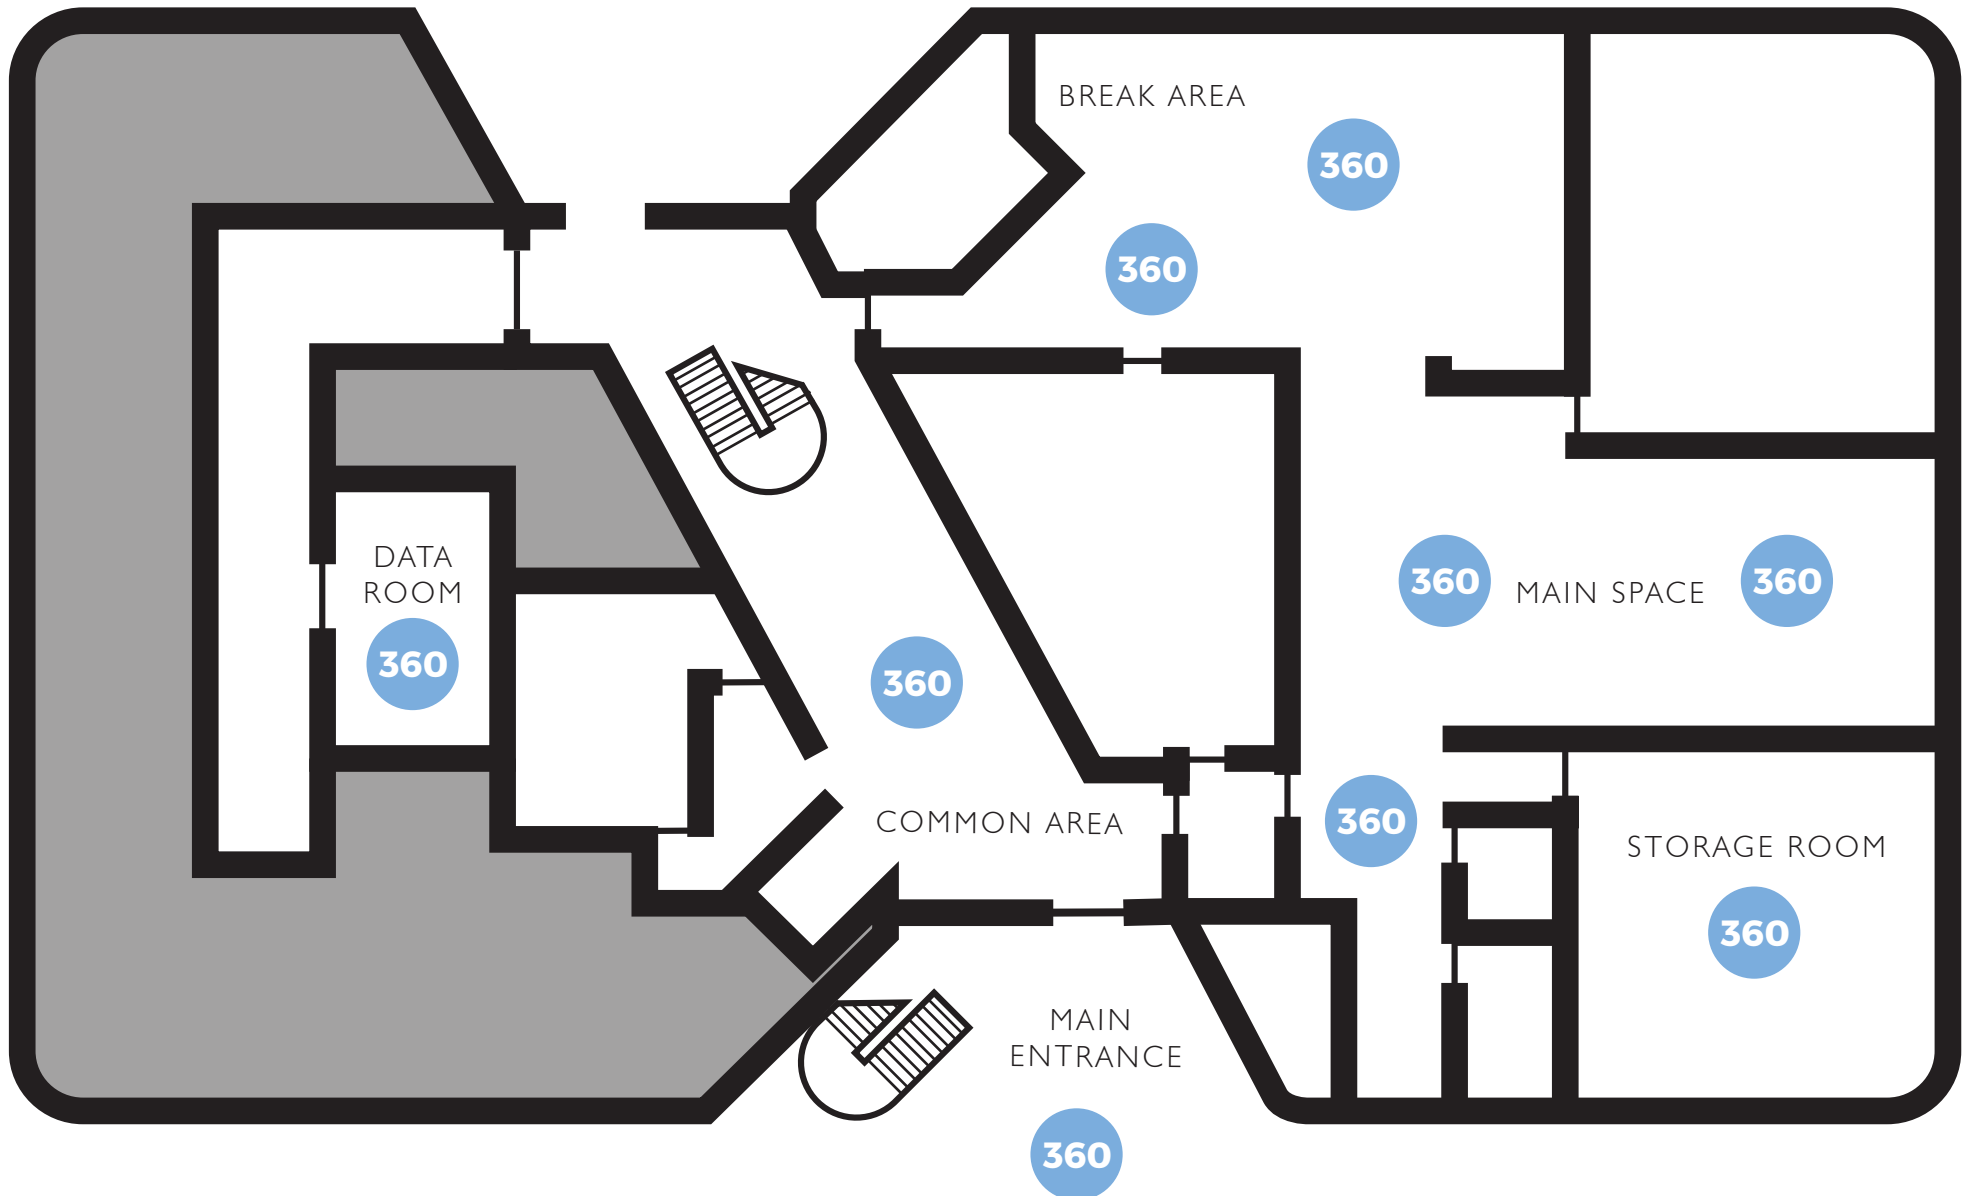 BREAK AREA
360
360
DATA
ROOM
360
360
MAIN SPACE
360
360
COMMON AREA
360
STORAGE ROOM
360
MAIN
ENTRANCE
360